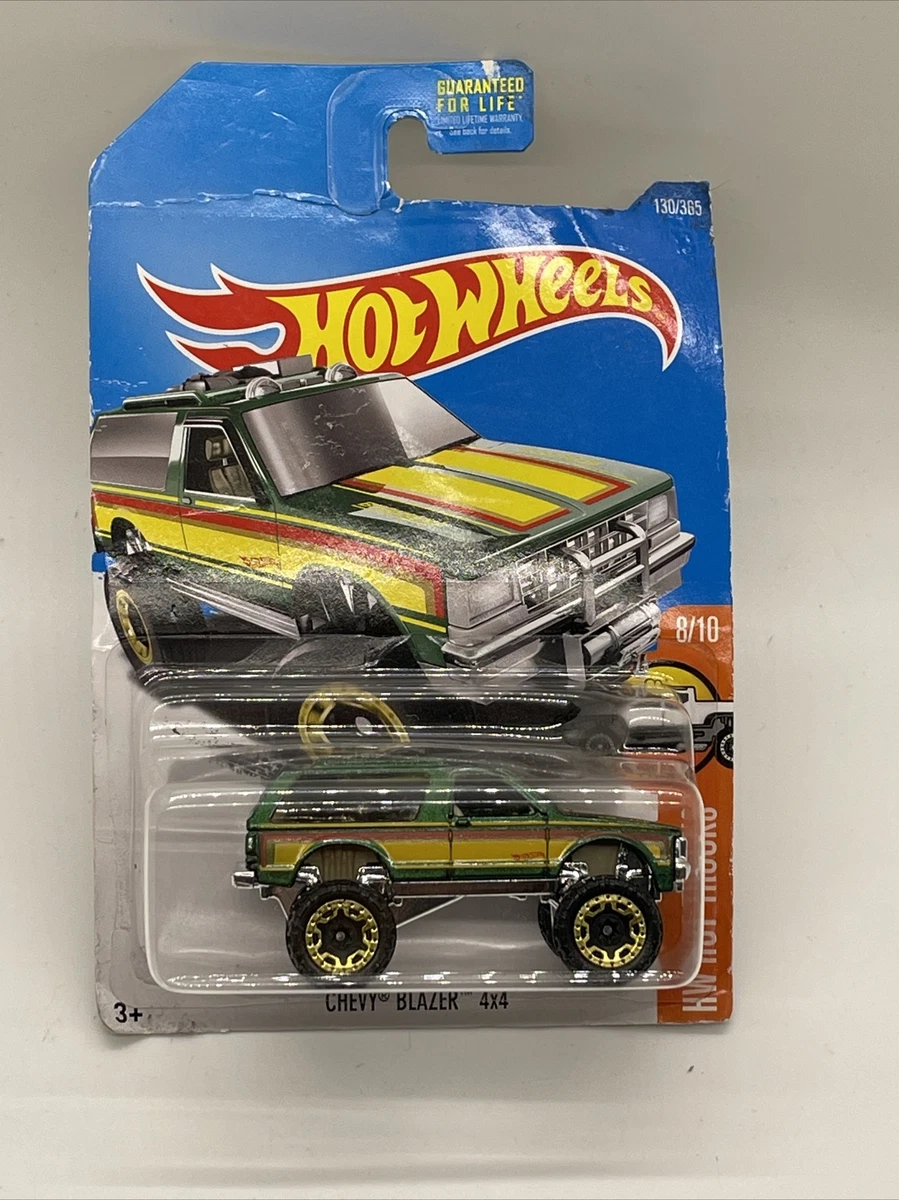 GUARANTEED
FOR LIFE*
LIMITED LIFETIME WARRANTY.
See back for details.
130/365
HOT WHEELS
8/10
HW HOT TRUCKS
CHEVY® BLAZER™ 4x4
3+